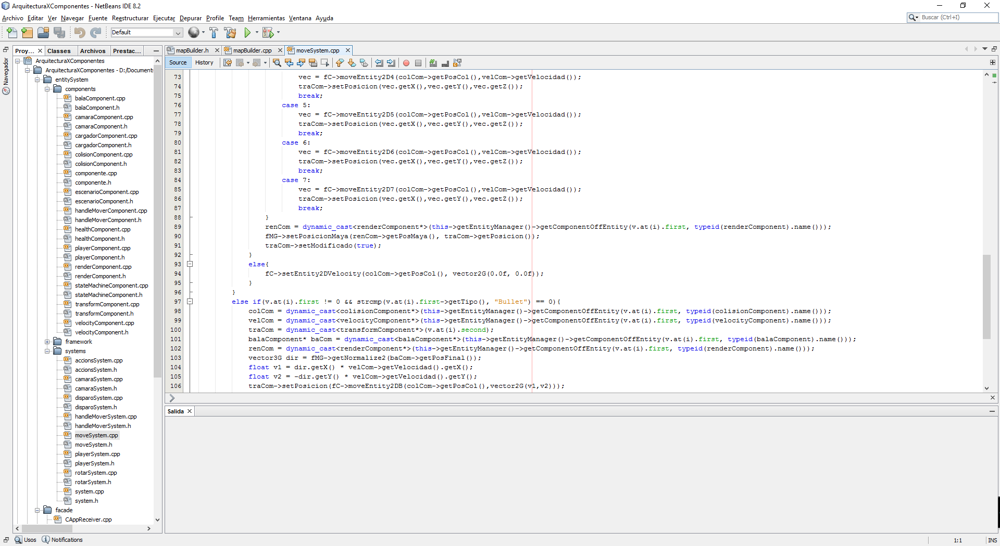 ArquitecturaXComponentes - NetBeans IDE 8.2
Archivo Editar Ver Navegar Fuente Reestructurar Ejecutar Depurar Profile Team Herramientas Ventana Ayuda
Buscar (Ctrl+I)
Default
Navegador
Proy... Classes Archivos Prestac...
ArquitecturaXComponentes
ArquitecturaXComponentes - D:/Document
entitySystem
components
balaComponent.cpp
balaComponent.h
camaraComponent.cpp
camaraComponent.h
cargadorComponent.cpp
cargadorComponent.h
colisionComponent.cpp
colisionComponent.h
componente.cpp
componente.h
escenarioComponent.cpp
escenarioComponent.h
handleMoverComponent.cpp
handleMoverComponent.h
healthComponent.cpp
healthComponent.h
playerComponent.cpp
playerComponent.h
renderComponent.cpp
renderComponent.h
stateMachineComponent.cpp
stateMachineComponent.h
transformComponent.cpp
transformComponent.h
velocityComponent.cpp
velocityComponent.h
framework
systems
accionsSystem.cpp
accionsSystem.h
camaraSystem.cpp
camaraSystem.h
disparoSystem.cpp
disparoSystem.h
handleMoverSystem.cpp
handleMoverSystem.h
moveSystem.cpp
moveSystem.h
playerSystem.cpp
playerSystem.h
rotarSystem.cpp
rotarSystem.h
system.cpp
system.h
facade
CAppReceiver.cpp
mapBuilder.h mapBuilder.cpp moveSystem.cpp
Source History
73 vec = fC->moveEntity2D4(colCom->getPosCol(),velCom->getVelocidad());
74 traCom->setPosicion(vec.getX(),vec.getY(),vec.getZ());
75 break;
76 case 5:
77 vec = fC->moveEntity2D5(colCom->getPosCol(),velCom->getVelocidad());
78 traCom->setPosicion(vec.getX(),vec.getY(),vec.getZ());
79 break;
80 case 6:
81 vec = fC->moveEntity2D6(colCom->getPosCol(),velCom->getVelocidad());
82 traCom->setPosicion(vec.getX(),vec.getY(),vec.getZ());
83 break;
84 case 7:
85 vec = fC->moveEntity2D7(colCom->getPosCol(),velCom->getVelocidad());
86 traCom->setPosicion(vec.getX(),vec.getY(),vec.getZ());
87 break;
88 }
89 renCom = dynamic_cast<renderComponent*>(this->getEntityManager()->getComponentOffEntity(v.at(i).first, typeid(renderComponent).name()));
90 fMG->setPosicionMaya(renCom->getPosMaya(), traCom->getPosicion());
91 traCom->setModificado(true);
92 }
93 else{
94 fC->setEntity2DVelocity(colCom->getPosCol(), vector2G(0.0f, 0.0f));
95 }
96 }
97 else if(v.at(i).first != 0 && strcmp(v.at(i).first->getTipo(), "Bullet") == 0){
98 colCom = dynamic_cast<colisionComponent*>(this->getEntityManager()->getComponentOffEntity(v.at(i).first, typeid(colisionComponent).name()));
99 velCom = dynamic_cast<velocityComponent*>(this->getEntityManager()->getComponentOffEntity(v.at(i).first, typeid(velocityComponent).name()));
100 traCom = dynamic_cast<transformComponent*>(v.at(i).second);
101 balaComponent* baCom = dynamic_cast<balaComponent*>(this->getEntityManager()->getComponentOffEntity(v.at(i).first, typeid(balaComponent).name()));
102 renCom = dynamic_cast<renderComponent*>(this->getEntityManager()->getComponentOffEntity(v.at(i).first, typeid(renderComponent).name()));
103 vector3G dir = fMG->getNormalize2(baCom->getPosFinal());
104 float v1 = dir.getX() * velCom->getVelocidad().getX();
105 float v2 = -dir.getY() * velCom->getVelocidad().getY();
106 traCom->setPosicion(fC->moveEntity2DB(colCom->getPosCol(),vector2G(v1,v2)));
Salida
Usos Notifications
1:1 INS